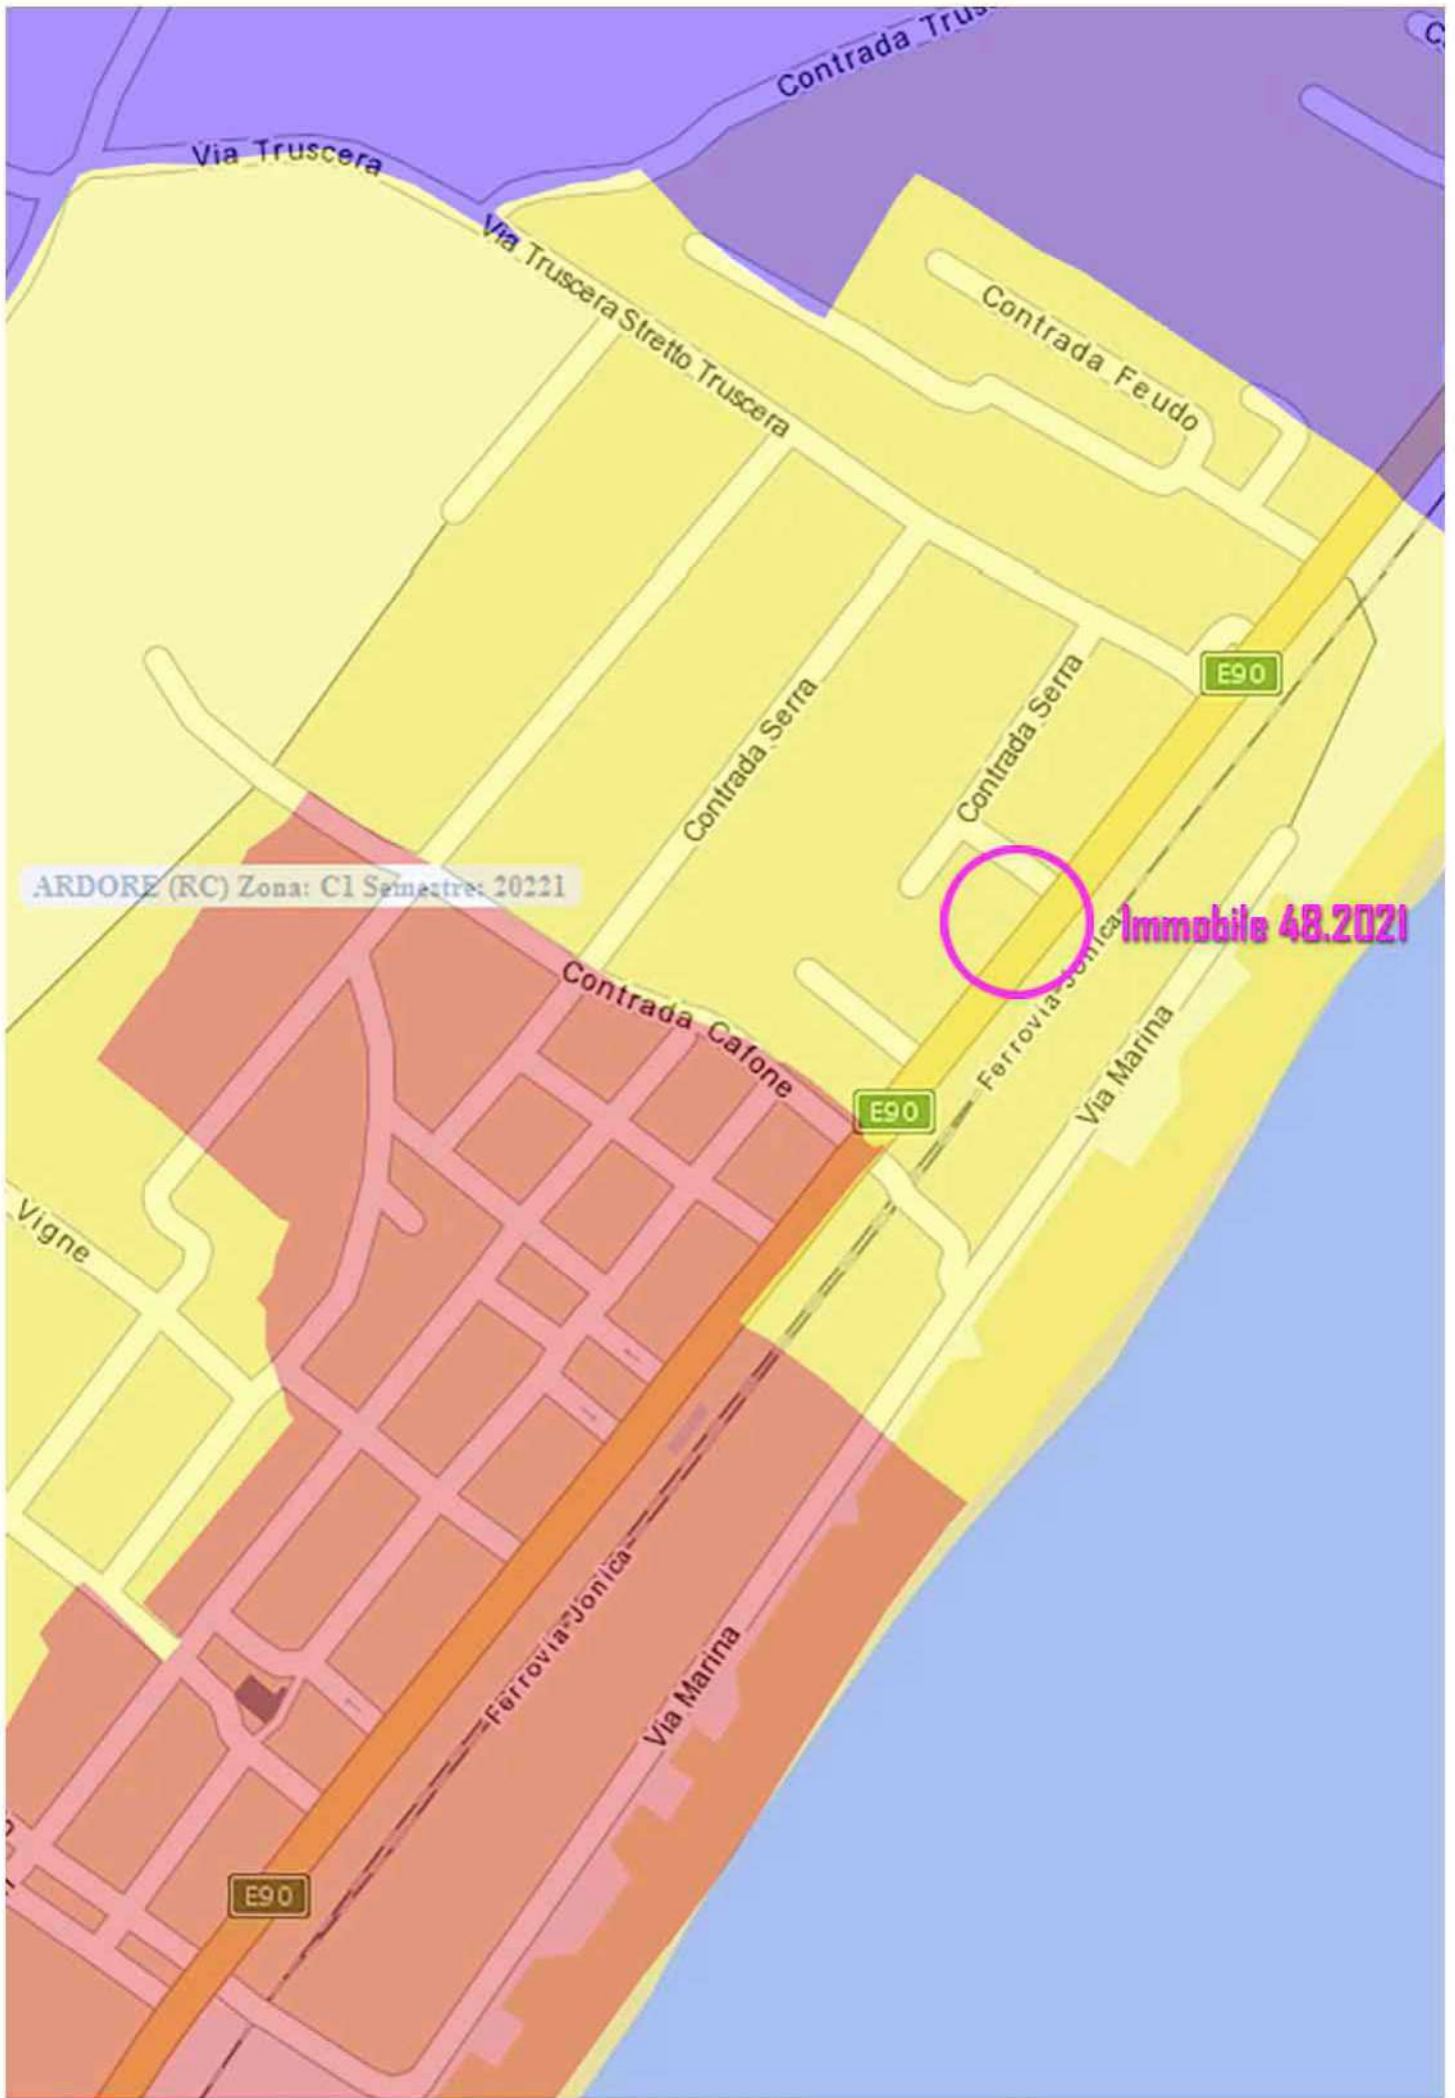 Contrada Trus
C
Via Truscera
Via Truscera Stretto Truscera
Contrada Feudo
E90
Contrada Serra
Contrada Serra
ARDORE (RC) Zona: C1 Semestre: 20221
Immobile 48.2021
Contrada Cafone
Ferrovia Jonica
Via Marina
E90
Vigne
Ferrovia Jonica
Via Marina
E90